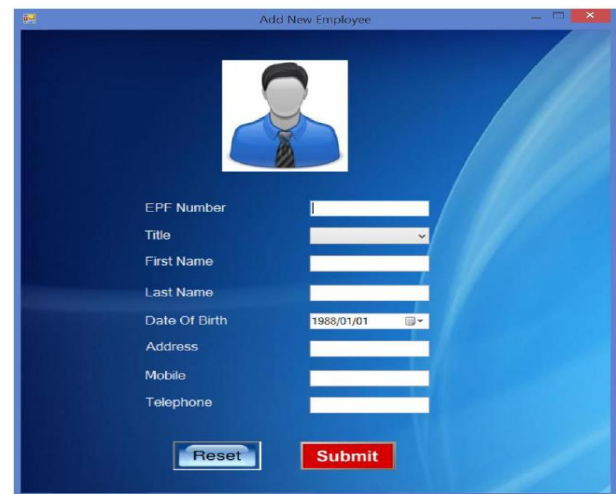 Add New Employee
EPF Number
Title
First Name
Last Name
Date Of Birth 1988/01/01
Address
Mobile
Telephone
Reset Submit